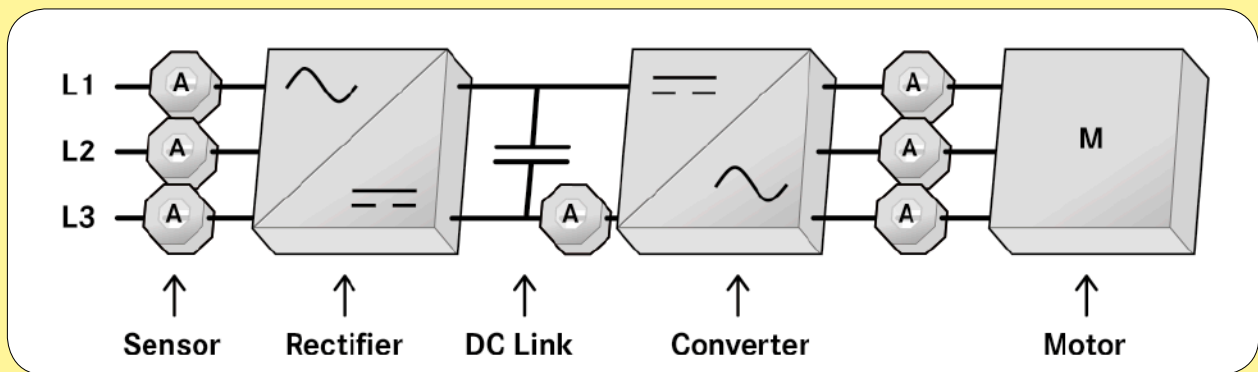 L1 A A
L2 A A M
L3 A A A
Sensor Rectifier DC Link Converter Motor